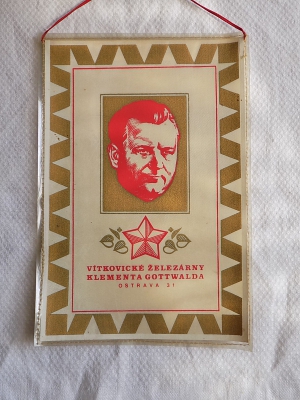 VÍTKOVICKÉ ŽELEZÁRNY
KLEMENTA GOTTWALDA
OSTRAVA 31